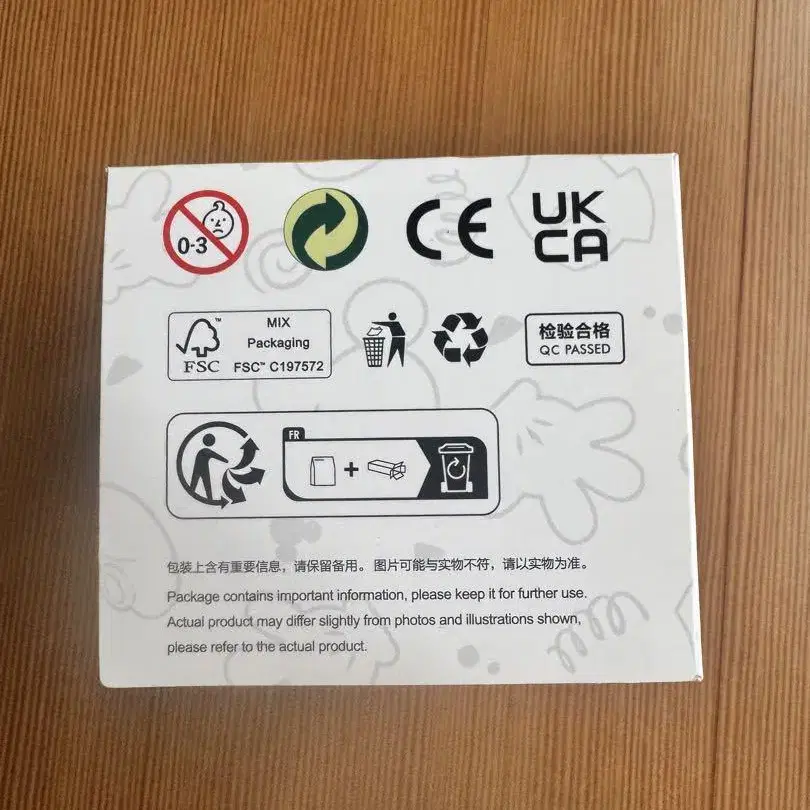 0-3
CE
UK
CA
FSC™
MIX
Packaging
FSC™ C197572
检验合格
QC PASSED
FR
包装上含有重要信息，请保留备用。图片可能与实物不符，请以实物为准。
Package contains important information, please keep it for further use.
Actual product may differ slightly from photos and illustrations shown,
please refer to the actual product.